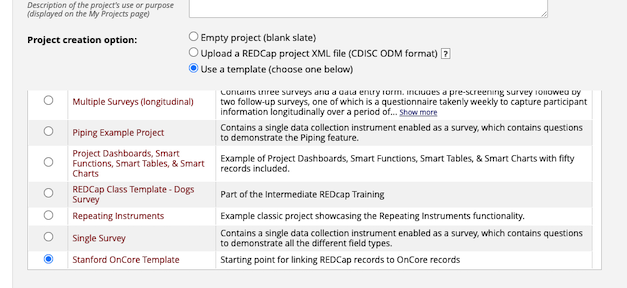 Description of the project's use or purpose
(displayed on the My Projects page)
Project creation option:
Empty project (blank slate)
Upload a REDCap project XML file (CDISC ODM format) [?]
Use a template (choose one below)
Multiple Surveys (longitudinal)
Contains three surveys and a data entry form. Includes a pre-screening survey followed by
two follow-up surveys, one of which is a questionnaire takenly weekly to capture participant
information longitudinally over a period of... Show more
Piping Example Project
Contains a single data collection instrument enabled as a survey, which contains questions
to demonstrate the Piping feature.
Project Dashboards, Smart
Functions, Smart Tables, & Smart
Charts
Example of Project Dashboards, Smart Functions, Smart Tables, & Smart Charts with fifty
records included.
REDCap Class Template - Dogs
Survey
Part of the Intermediate REDcap Training
Repeating Instruments
Example classic project showcasing the Repeating Instruments functionality.
Single Survey
Contains a single data collection instrument enabled as a survey, which contains questions
to demonstrate all the different field types.
Stanford OnCore Template
Starting point for linking REDCap records to OnCore records